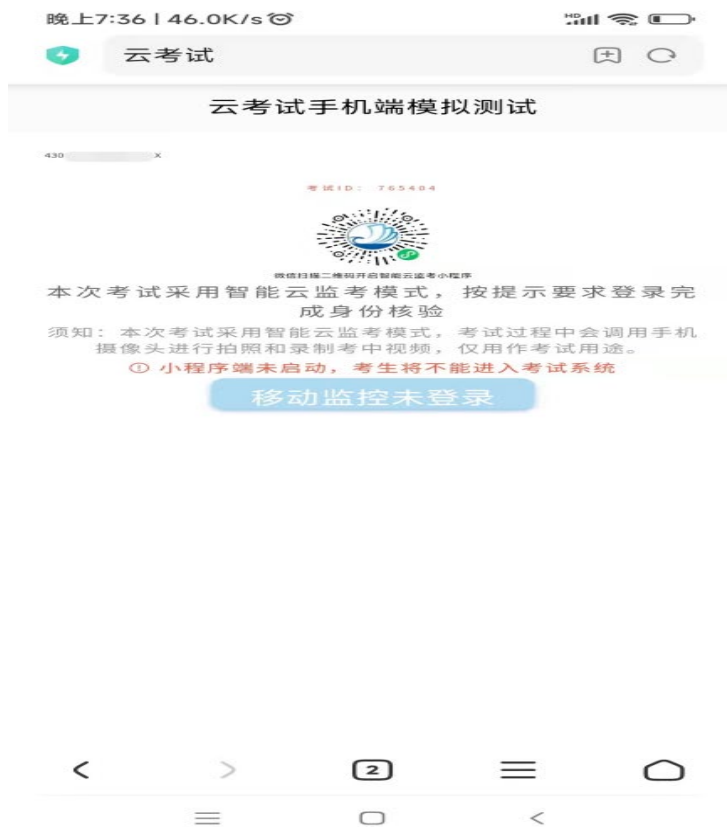 晚上7:36 | 46.0K/s
HD
云考试
云考试手机端模拟测试
430 X
考试ID： 765404
微信扫描二维码开启智能云监考小程序
本次考试采用智能云监考模式，按提示要求登录完
成身份核验
须知：本次考试采用智能云监考模式，考试过程中会调用手机
摄像头进行拍照和录制考中视频，仅用作考试用途。
① 小程序端未启动，考生将不能进入考试系统
移动监控未登录
2